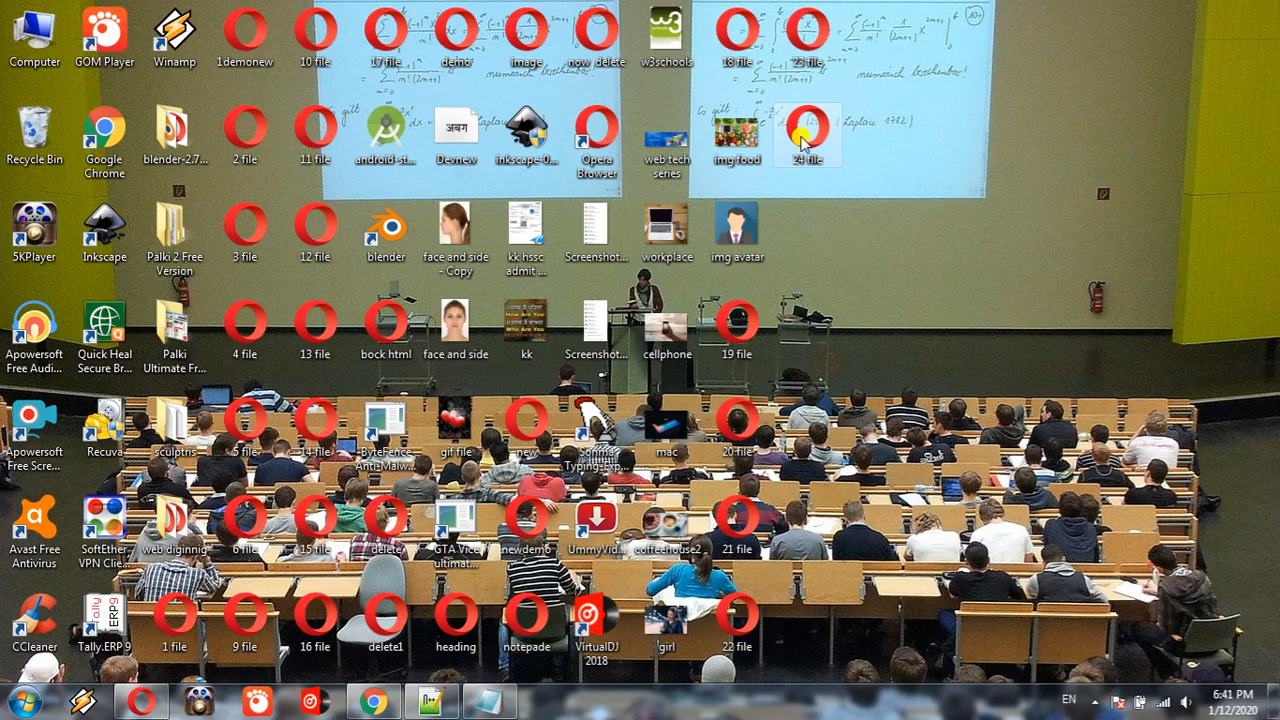 Computer
GOM Player
Winamp
1demonew
10 file
17 file
demo
image
now delete
w3schools
18 file
23 file
Recycle Bin
Google
Chrome
blender-2.7...
2 file
11 file
android-st...
अबग
Devnew
inkscape-0...
Opera
Browser
web tech
series
img food
24 file
5KPlayer
Inkscape
Palki 2 Free
Version
3 file
12 file
blender
face and side
- Copy
kk hssc
admit ...
Screenshot...
workplace
img avatar
Apowersoft
Free Audi...
Quick Heal
Secure Br...
Palki
Ultimate Fr...
4 file
13 file
bock html
face and side
kk
Screenshot...
cellphone
19 file
Apowersoft
Free Scre...
Recuva
sculptris
5 file
14 file
ByteFence
Anti-Malw...
gif file
new
Typing-Exp...
mac
20 file
Avast Free
Antivirus
SoftEther
VPN Clie...
web diginnig
6 file
15 file
delete
GTA Vice
ultimat...
newdemo
UmmyVid...
coffeehouse2
21 file
CCleaner
Tally.ERP 9
1 file
9 file
16 file
delete1
heading
notepade
VirtualDJ
2018
girl
22 file
EN
6:41 PM
1/12/2020